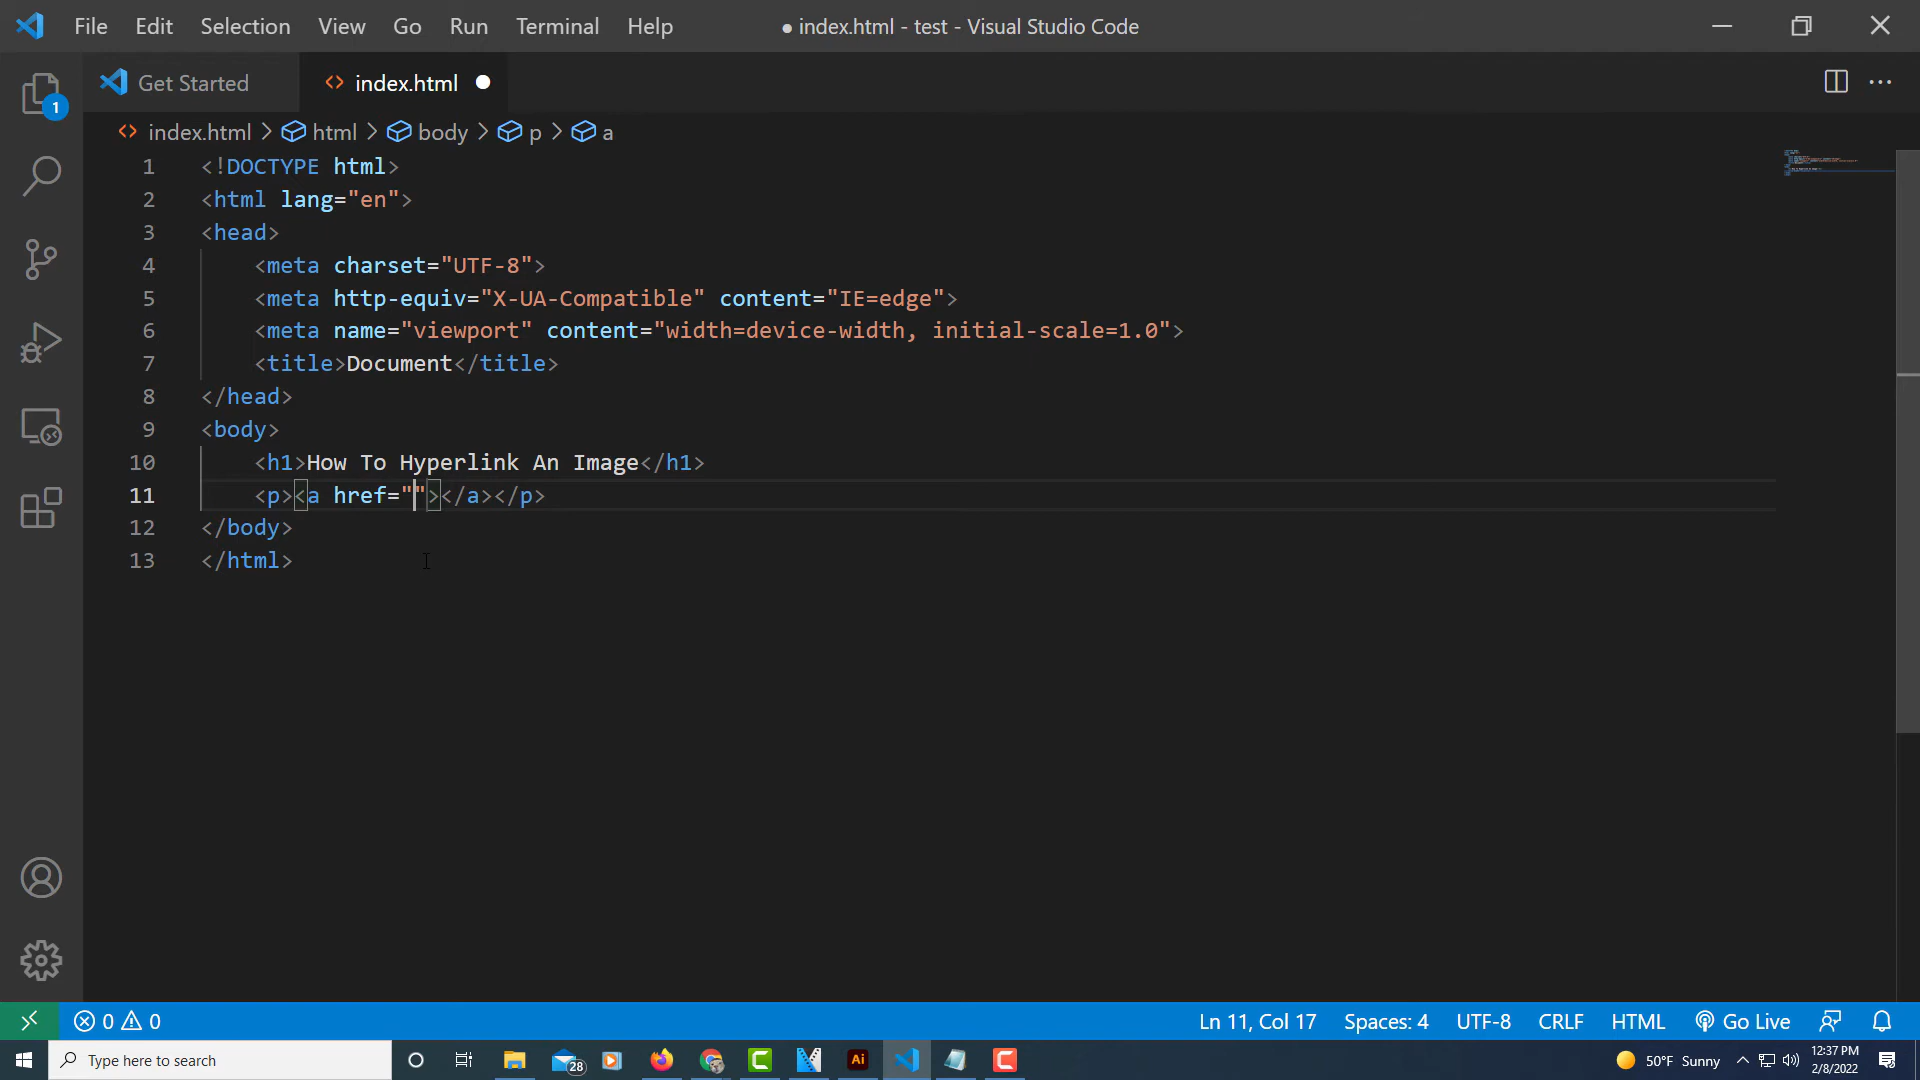 File Edit Selection View Go Run Terminal Help ● index.html - test - Visual Studio Code
Get Started <> index.html ●
<> index.html > html > body > p > a
1 <!DOCTYPE html>
2 <html lang="en">
3 <head>
4 <meta charset="UTF-8">
5 <meta http-equiv="X-UA-Compatible" content="IE=edge">
6 <meta name="viewport" content="width=device-width, initial-scale=1.0">
7 <title>Document</title>
8 </head>
9 <body>
10 <h1>How To Hyperlink An Image</h1>
11 <p><a href=""></a></p>
12 </body>
13 </html>
1
0 0 Ln 11, Col 17 Spaces: 4 UTF-8 CRLF HTML Go Live
Type here to search 28 Ai 50°F Sunny 12:37 PM
2/8/2022